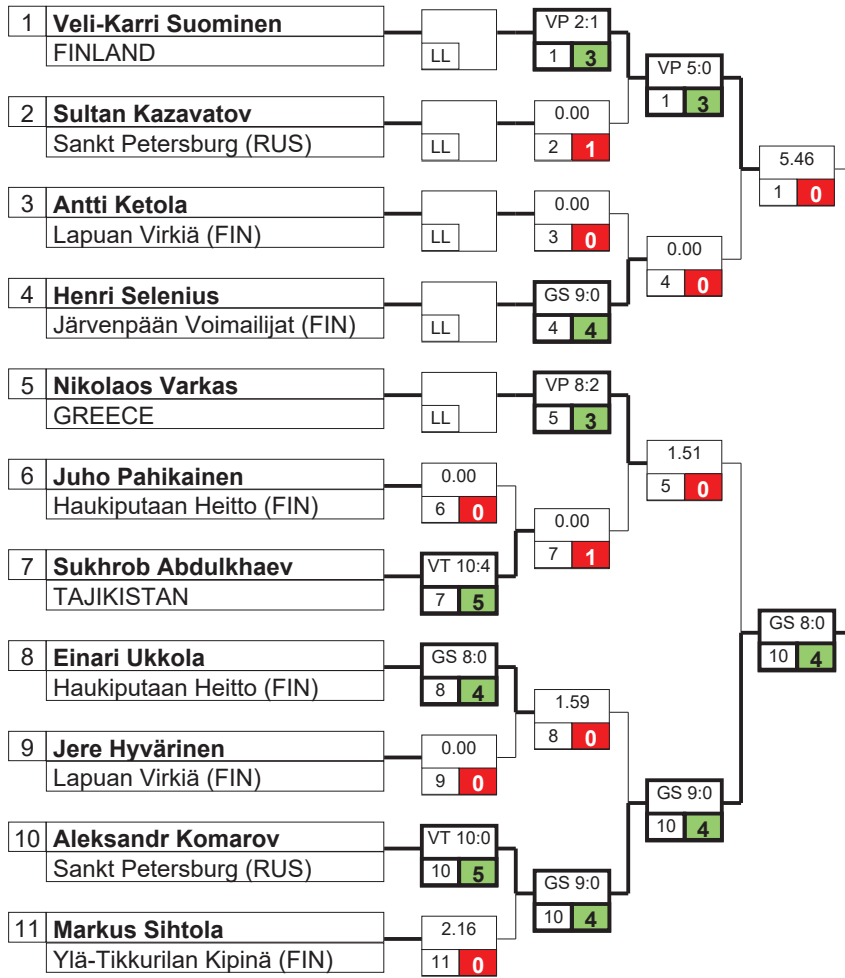 1 Veli-Karri Suominen
FINLAND
LL
VP 2:1
1 3
VP 5:0
1 3
2 Sultan Kazavatov
Sankt Petersburg (RUS)
LL
0.00
2 1
5.46
1 0
3 Antti Ketola
Lapuan Virkiä (FIN)
LL
0.00
3 0
0.00
4 0
4 Henri Selenius
Järvenpään Voimailijat (FIN)
LL
GS 9:0
4 4
5 Nikolaos Varkas
GREECE
LL
VP 8:2
5 3
1.51
5 0
6 Juho Pahikainen
Haukiputaan Heitto (FIN)
0.00
6 0
0.00
7 1
7 Sukhrob Abdulkhaev
TAJIKISTAN
VT 10:4
7 5
GS 8:0
10 4
8 Einari Ukkola
Haukiputaan Heitto (FIN)
GS 8:0
8 4
1.59
8 0
9 Jere Hyvärinen
Lapuan Virkiä (FIN)
0.00
9 0
GS 9:0
10 4
10 Aleksandr Komarov
Sankt Petersburg (RUS)
VT 10:0
10 5
GS 9:0
10 4
11 Markus Sihtola
Ylä-Tikkurilan Kipinä (FIN)
2.16
11 0